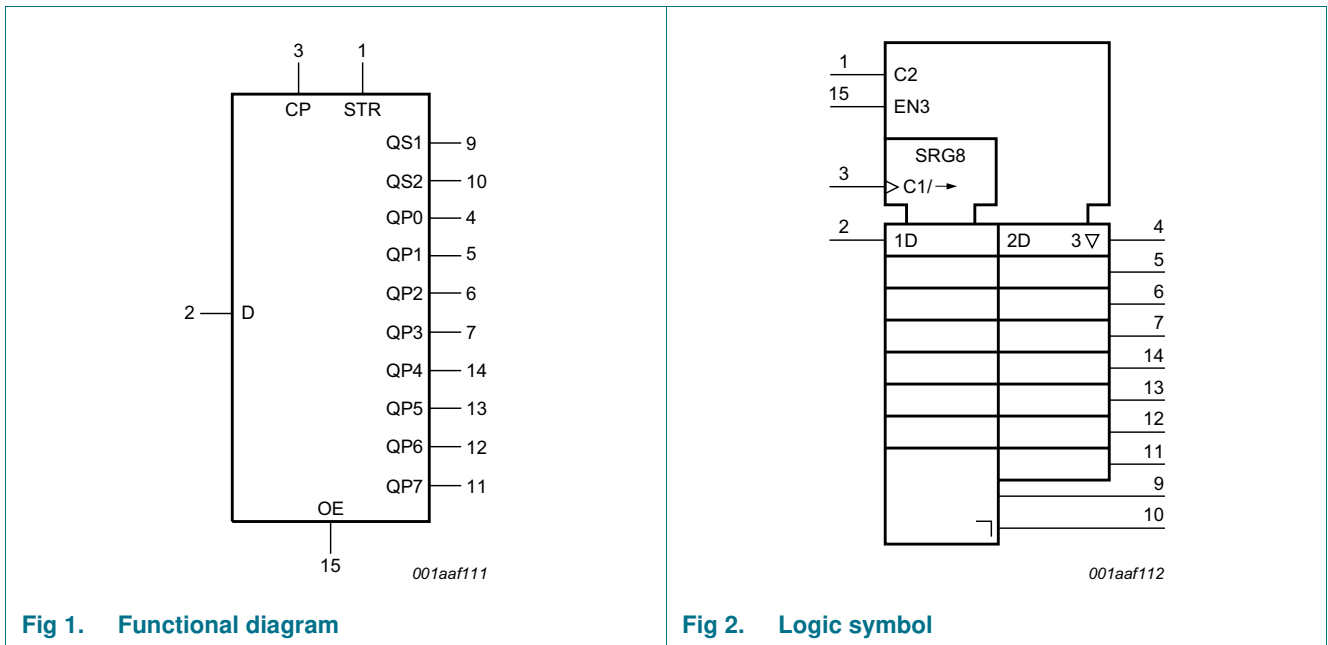 3 1
CP STR
QS1 9
QS2 10
QP0 4
QP1 5
QP2 6
2 D
QP3 7
QP4 14
QP5 13
QP6 12
QP7 11
OE
15
001aaf111
Fig 1. Functional diagram
1 C2
15 EN3
SRG8
3 C1/→
2 1D 2D 3▽ 4
5
6
7
14
13
12
11
9
10
001aaf112
Fig 2. Logic symbol